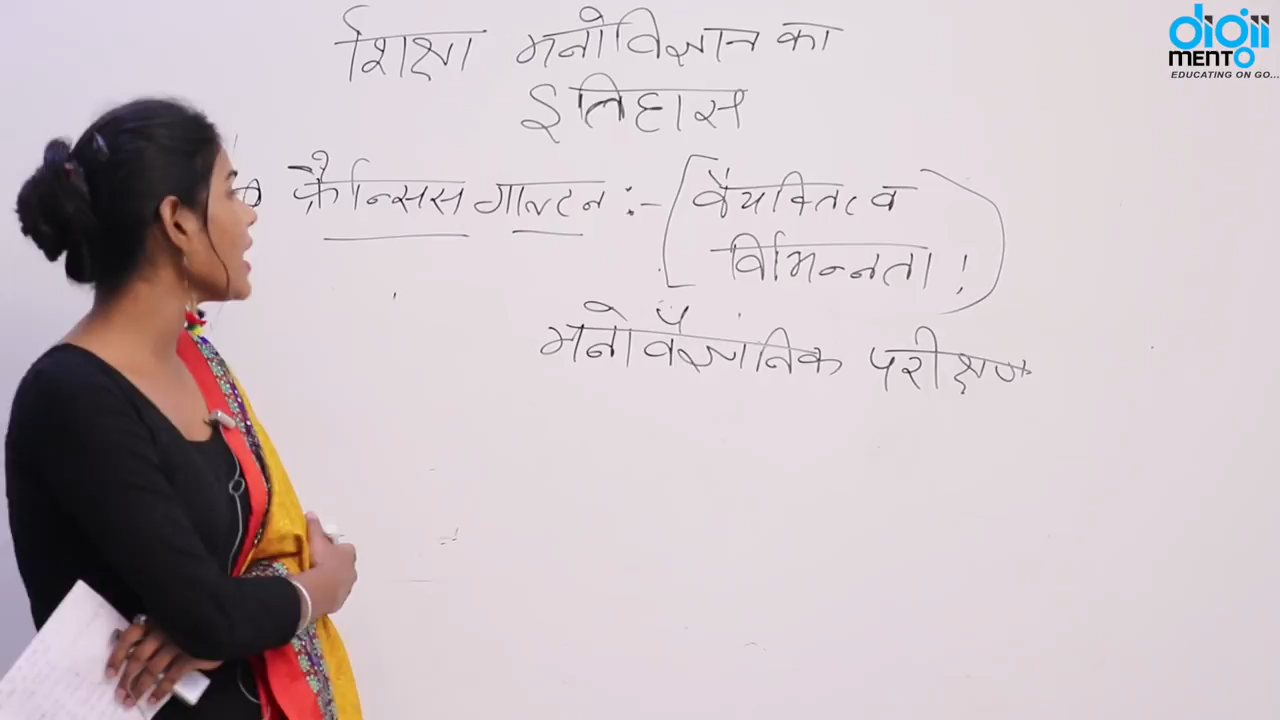 शिक्षा मनोविज्ञान का
इतिहास
फ्रैन्सिस गाल्टन :- [वैयक्तित्व
विभिन्नता !)
मनोवैज्ञानिक परीक्षण
digii
MENTO
EDUCATING ON GO...